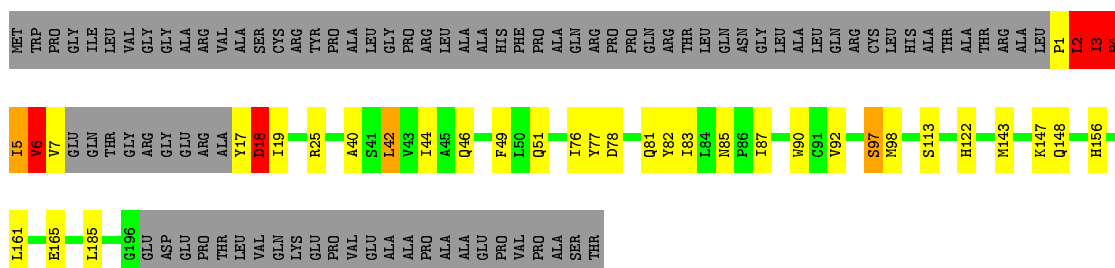 MET TRP PRO GLY ILE LEU VAL GLY GLY ALA ARG VAL ALA SER CYS ARG TYR PRO ALA LEU GLY PRO ARG LEU ALA ALA HIS PHE PRO ALA GLN ARG PRO PRO GLN ARG THR LEU GLN ASN GLY LEU ALA LEU GLN ARG CYS LEU HIS ALA THR ALA THR ARG ALA LEU P1 L2 I3
I5 V6 V7 GLU GLN THR GLY ARG GLY GLU ARG ALA Y17 D18 I19 R25 A40 S41 L42 V43 I44 A45 Q46 F49 L50 Q51 I76 Y77 D78 Q81 Y82 I83 L84 N85 P86 I87 W90 C91 V92 S97 M98 S113 H122 M143 K147 Q148 H156
L161 E165 L185 G196 GLU ASP GLU PRO THR LEU VAL GLN LYS GLU PRO VAL GLU ALA ALA PRO ALA ALA ALA GLU PRO VAL PRO ALA SER THR